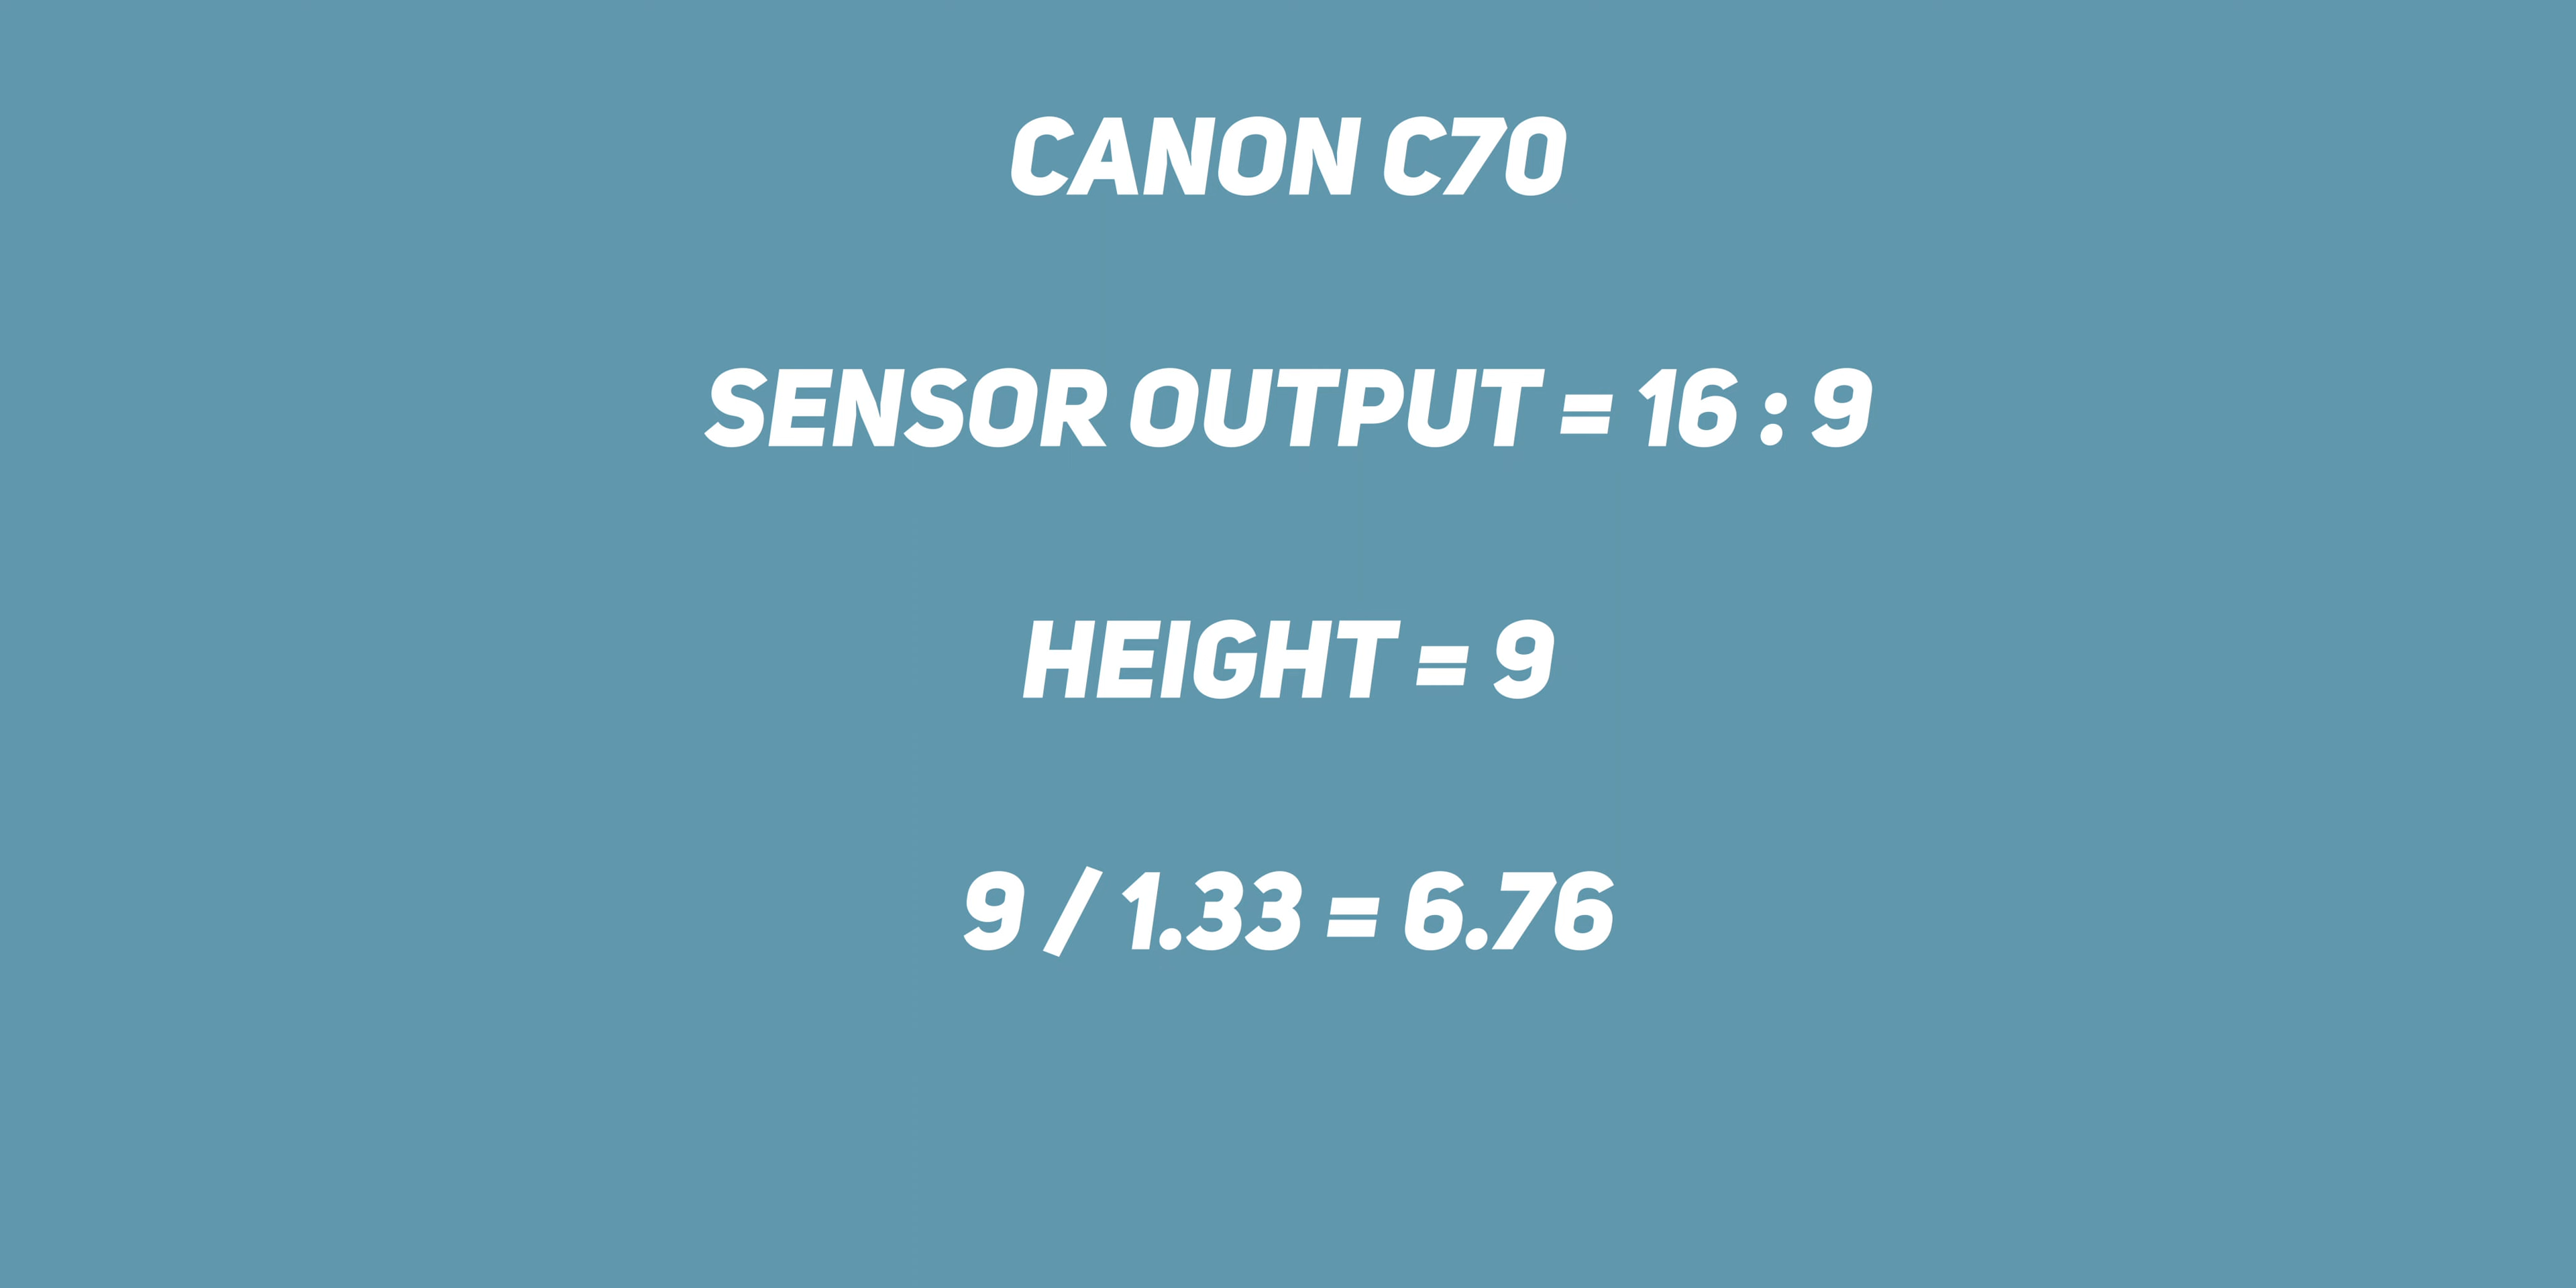 CANON C70
SENSOR OUTPUT = 16 : 9
HEIGHT = 9
9 / 1.33 = 6.76